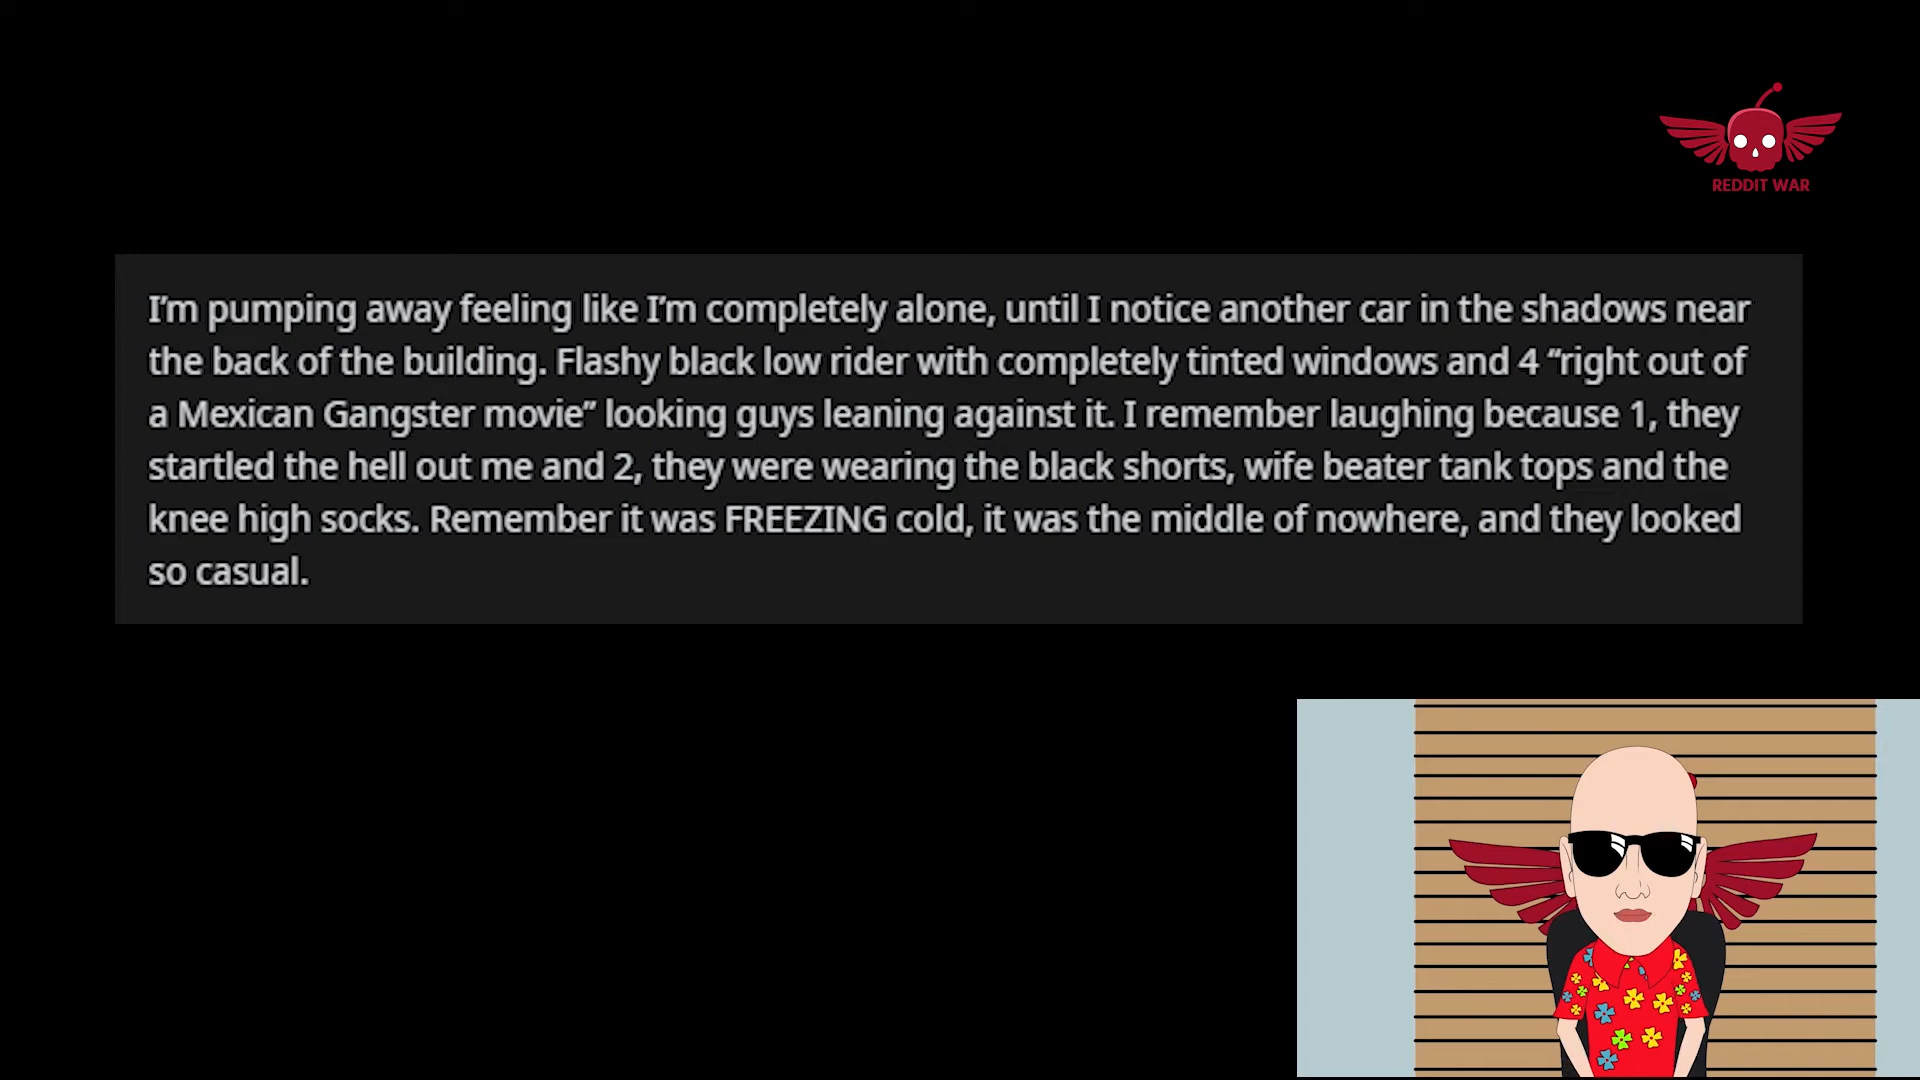 REDDIT WAR
I’m pumping away feeling like I’m completely alone, until I notice another car in the shadows near
the back of the building. Flashy black low rider with completely tinted windows and 4 “right out of
a Mexican Gangster movie” looking guys leaning against it. I remember laughing because 1, they
startled the hell out me and 2, they were wearing the black shorts, wife beater tank tops and the
knee high socks. Remember it was FREEZING cold, it was the middle of nowhere, and they looked
so casual.